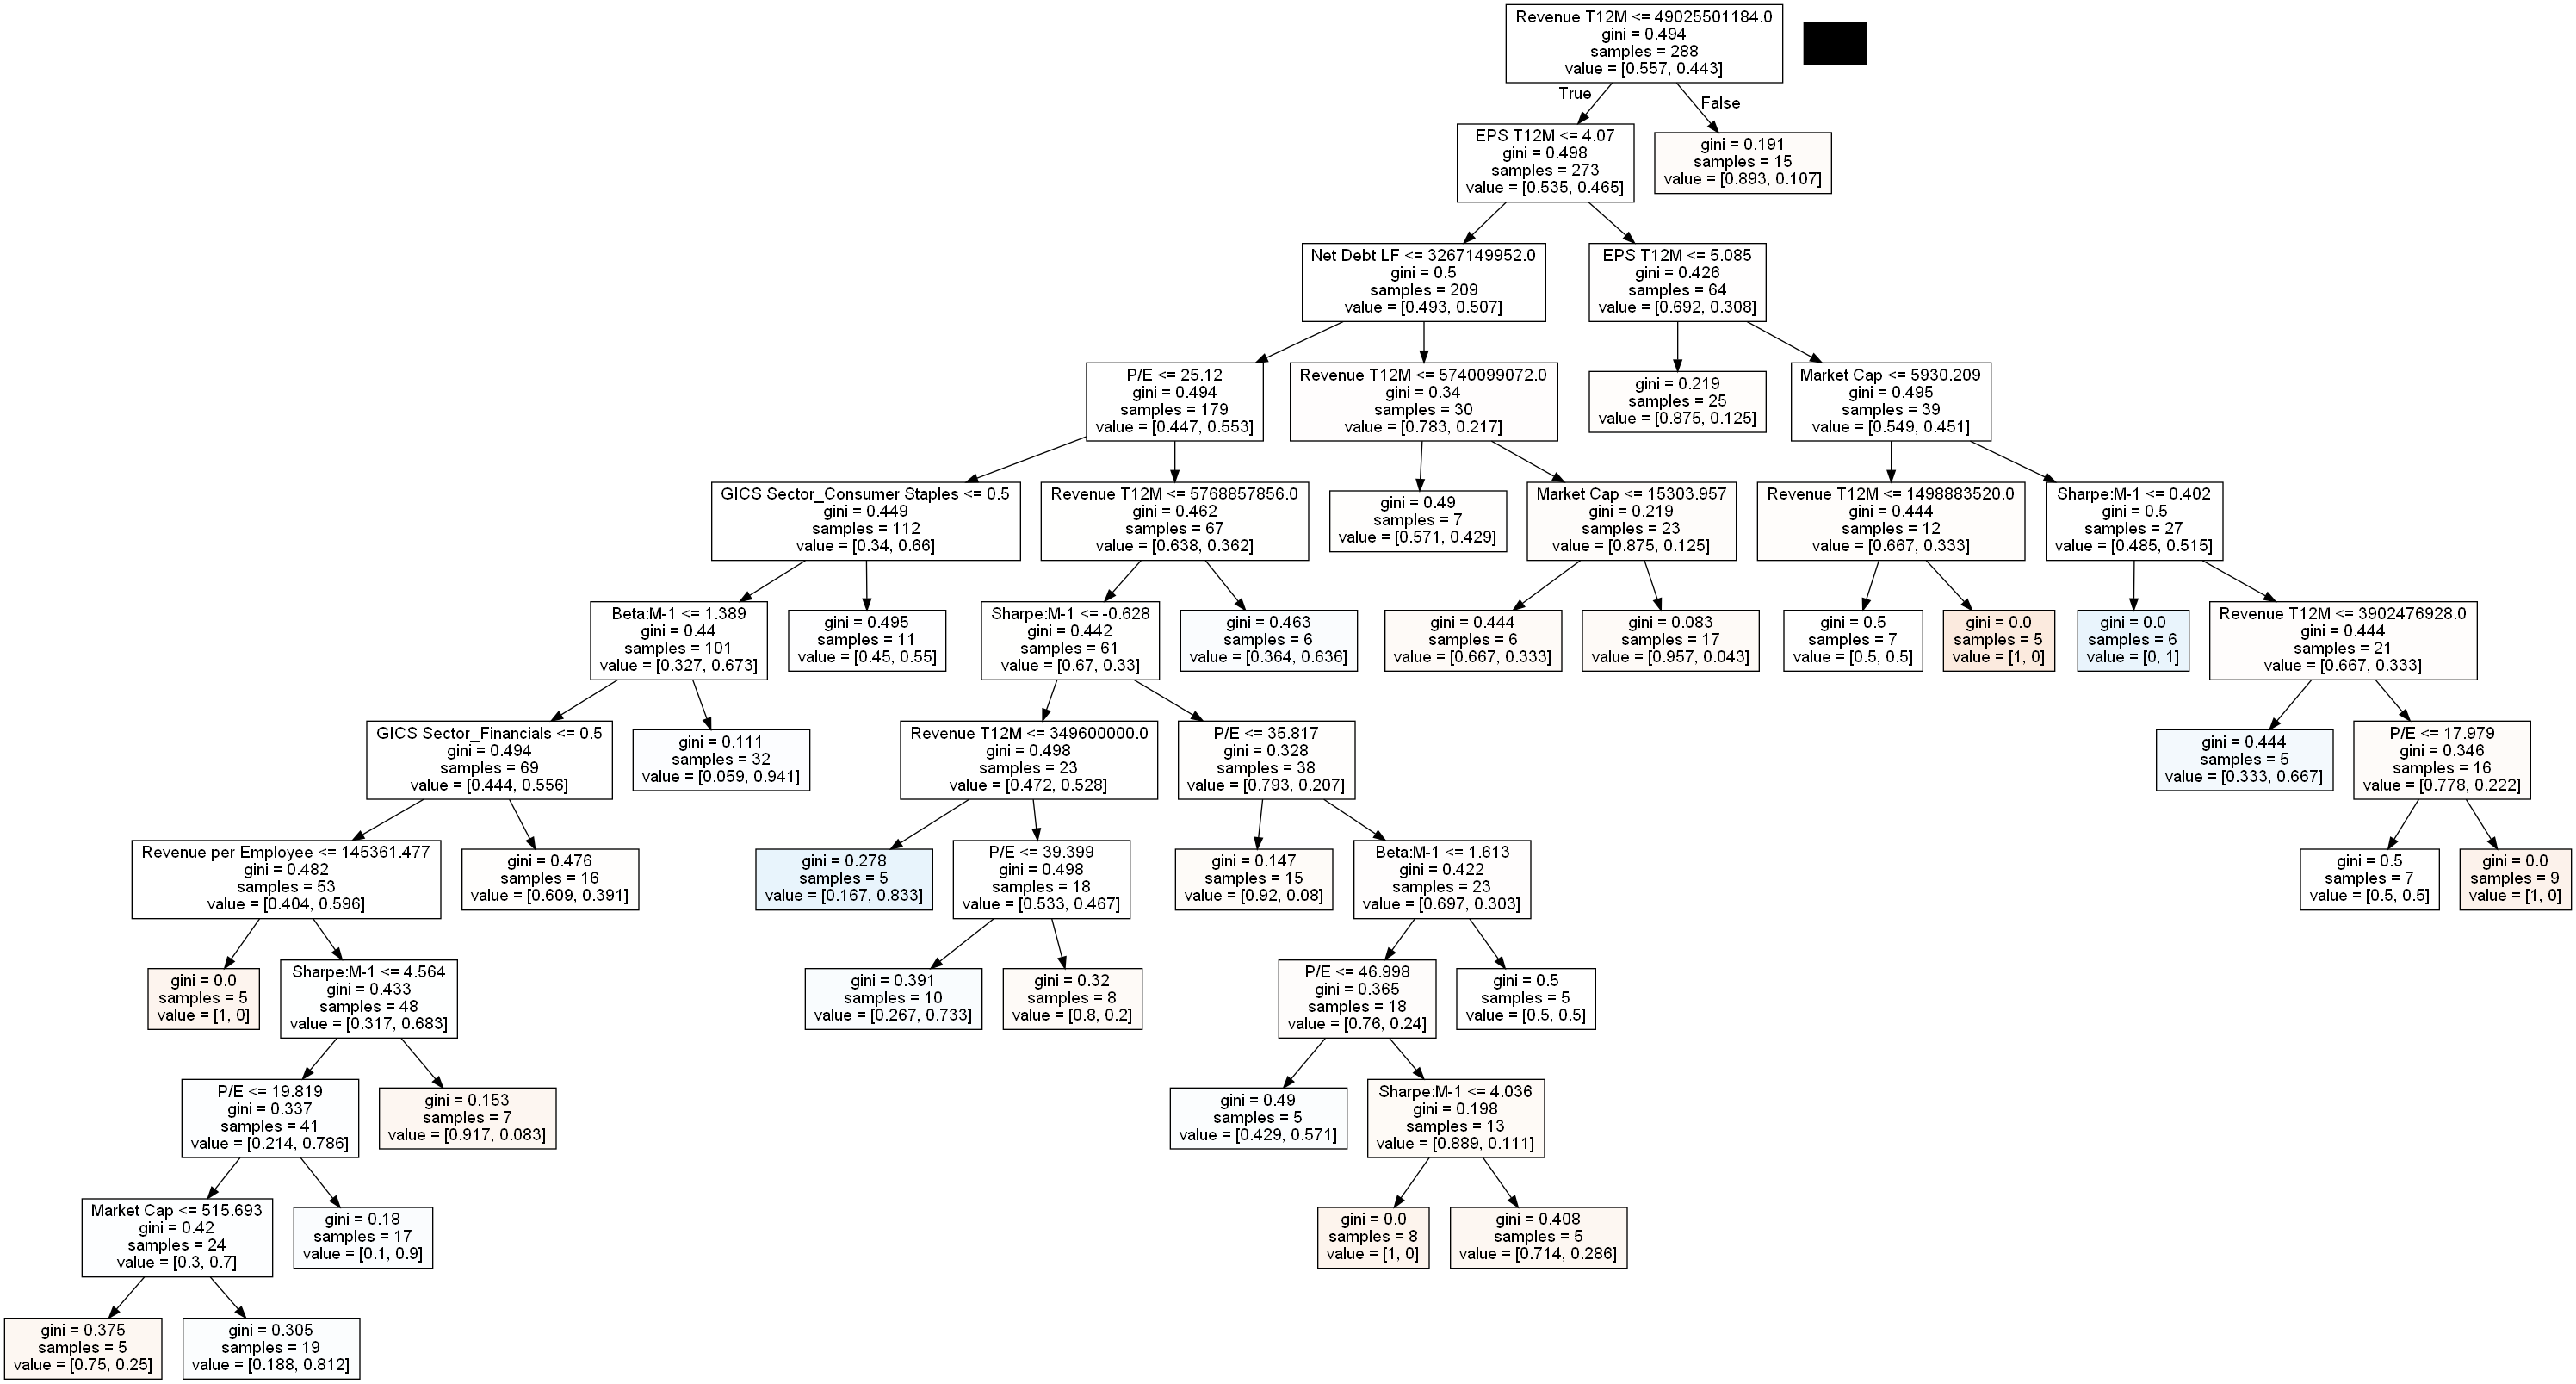 Revenue T12M <= 49025501184.0
gini = 0.494
samples = 288
value = [0.557, 0.443]
True
False
EPS T12M <= 4.07
gini = 0.498
samples = 273
value = [0.535, 0.465]
gini = 0.191
samples = 15
value = [0.893, 0.107]
Net Debt LF <= 3267149952.0
gini = 0.5
samples = 209
value = [0.493, 0.507]
EPS T12M <= 5.085
gini = 0.426
samples = 64
value = [0.692, 0.308]
P/E <= 25.12
gini = 0.494
samples = 179
value = [0.447, 0.553]
Revenue T12M <= 5740099072.0
gini = 0.34
samples = 30
value = [0.783, 0.217]
gini = 0.219
samples = 25
value = [0.875, 0.125]
Market Cap <= 5930.209
gini = 0.495
samples = 39
value = [0.549, 0.451]
GICS Sector_Consumer Staples <= 0.5
gini = 0.449
samples = 112
value = [0.34, 0.66]
Revenue T12M <= 5768857856.0
gini = 0.462
samples = 67
value = [0.638, 0.362]
gini = 0.49
samples = 7
value = [0.571, 0.429]
Market Cap <= 15303.957
gini = 0.219
samples = 23
value = [0.875, 0.125]
Revenue T12M <= 1498883520.0
gini = 0.444
samples = 12
value = [0.667, 0.333]
Sharpe:M-1 <= 0.402
gini = 0.5
samples = 27
value = [0.485, 0.515]
Beta:M-1 <= 1.389
gini = 0.44
samples = 101
value = [0.327, 0.673]
gini = 0.495
samples = 11
value = [0.45, 0.55]
Sharpe:M-1 <= -0.628
gini = 0.442
samples = 61
value = [0.67, 0.33]
gini = 0.463
samples = 6
value = [0.364, 0.636]
gini = 0.444
samples = 6
value = [0.667, 0.333]
gini = 0.083
samples = 17
value = [0.957, 0.043]
gini = 0.5
samples = 7
value = [0.5, 0.5]
gini = 0.0
samples = 5
value = [1, 0]
gini = 0.0
samples = 6
value = [0, 1]
Revenue T12M <= 3902476928.0
gini = 0.444
samples = 21
value = [0.667, 0.333]
GICS Sector_Financials <= 0.5
gini = 0.494
samples = 69
value = [0.444, 0.556]
gini = 0.111
samples = 32
value = [0.059, 0.941]
Revenue T12M <= 349600000.0
gini = 0.498
samples = 23
value = [0.472, 0.528]
P/E <= 35.817
gini = 0.328
samples = 38
value = [0.793, 0.207]
gini = 0.444
samples = 5
value = [0.333, 0.667]
P/E <= 17.979
gini = 0.346
samples = 16
value = [0.778, 0.222]
Revenue per Employee <= 145361.477
gini = 0.482
samples = 53
value = [0.404, 0.596]
gini = 0.476
samples = 16
value = [0.609, 0.391]
gini = 0.278
samples = 5
value = [0.167, 0.833]
P/E <= 39.399
gini = 0.498
samples = 18
value = [0.533, 0.467]
gini = 0.147
samples = 15
value = [0.92, 0.08]
Beta:M-1 <= 1.613
gini = 0.422
samples = 23
value = [0.697, 0.303]
gini = 0.5
samples = 7
value = [0.5, 0.5]
gini = 0.0
samples = 9
value = [1, 0]
gini = 0.0
samples = 5
value = [1, 0]
Sharpe:M-1 <= 4.564
gini = 0.433
samples = 48
value = [0.317, 0.683]
gini = 0.391
samples = 10
value = [0.267, 0.733]
gini = 0.32
samples = 8
value = [0.8, 0.2]
P/E <= 46.998
gini = 0.365
samples = 18
value = [0.76, 0.24]
gini = 0.5
samples = 5
value = [0.5, 0.5]
P/E <= 19.819
gini = 0.337
samples = 41
value = [0.214, 0.786]
gini = 0.153
samples = 7
value = [0.917, 0.083]
gini = 0.49
samples = 5
value = [0.429, 0.571]
Sharpe:M-1 <= 4.036
gini = 0.198
samples = 13
value = [0.889, 0.111]
Market Cap <= 515.693
gini = 0.42
samples = 24
value = [0.3, 0.7]
gini = 0.18
samples = 17
value = [0.1, 0.9]
gini = 0.0
samples = 8
value = [1, 0]
gini = 0.408
samples = 5
value = [0.714, 0.286]
gini = 0.375
samples = 5
value = [0.75, 0.25]
gini = 0.305
samples = 19
value = [0.188, 0.812]